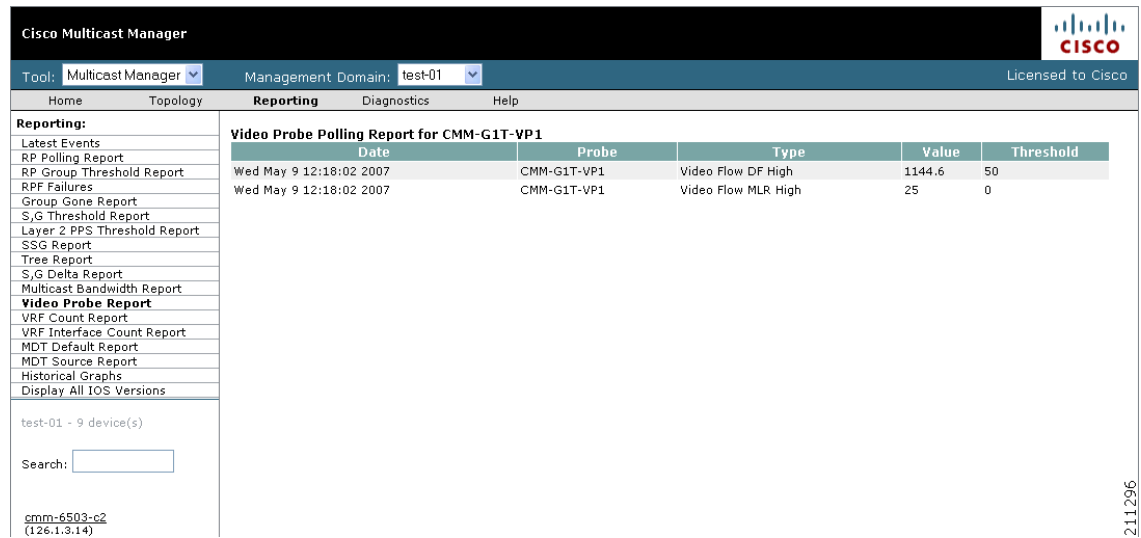 Cisco Multicast Manager
CISCO
Tool: Multicast Manager Management Domain: test-01 Licensed to Cisco
Home Topology Reporting Diagnostics Help
Reporting:
Latest Events
RP Polling Report
RP Group Threshold Report
RPF Failures
Group Gone Report
S,G Threshold Report
Layer 2 PPS Threshold Report
SSG Report
Tree Report
S,G Delta Report
Multicast Bandwidth Report
Video Probe Report
VRF Count Report
VRF Interface Count Report
MDT Default Report
MDT Source Report
Historical Graphs
Display All IOS Versions
test-01 - 9 device(s)
Search:
cmm-6503-c2
(126.1.3.14)
Video Probe Polling Report for CMM-G1T-VP1
Date Probe Type Value Threshold
Wed May 9 12:18:02 2007 CMM-G1T-VP1 Video Flow DF High 1144.6 50
Wed May 9 12:18:02 2007 CMM-G1T-VP1 Video Flow MLR High 25 0
211296